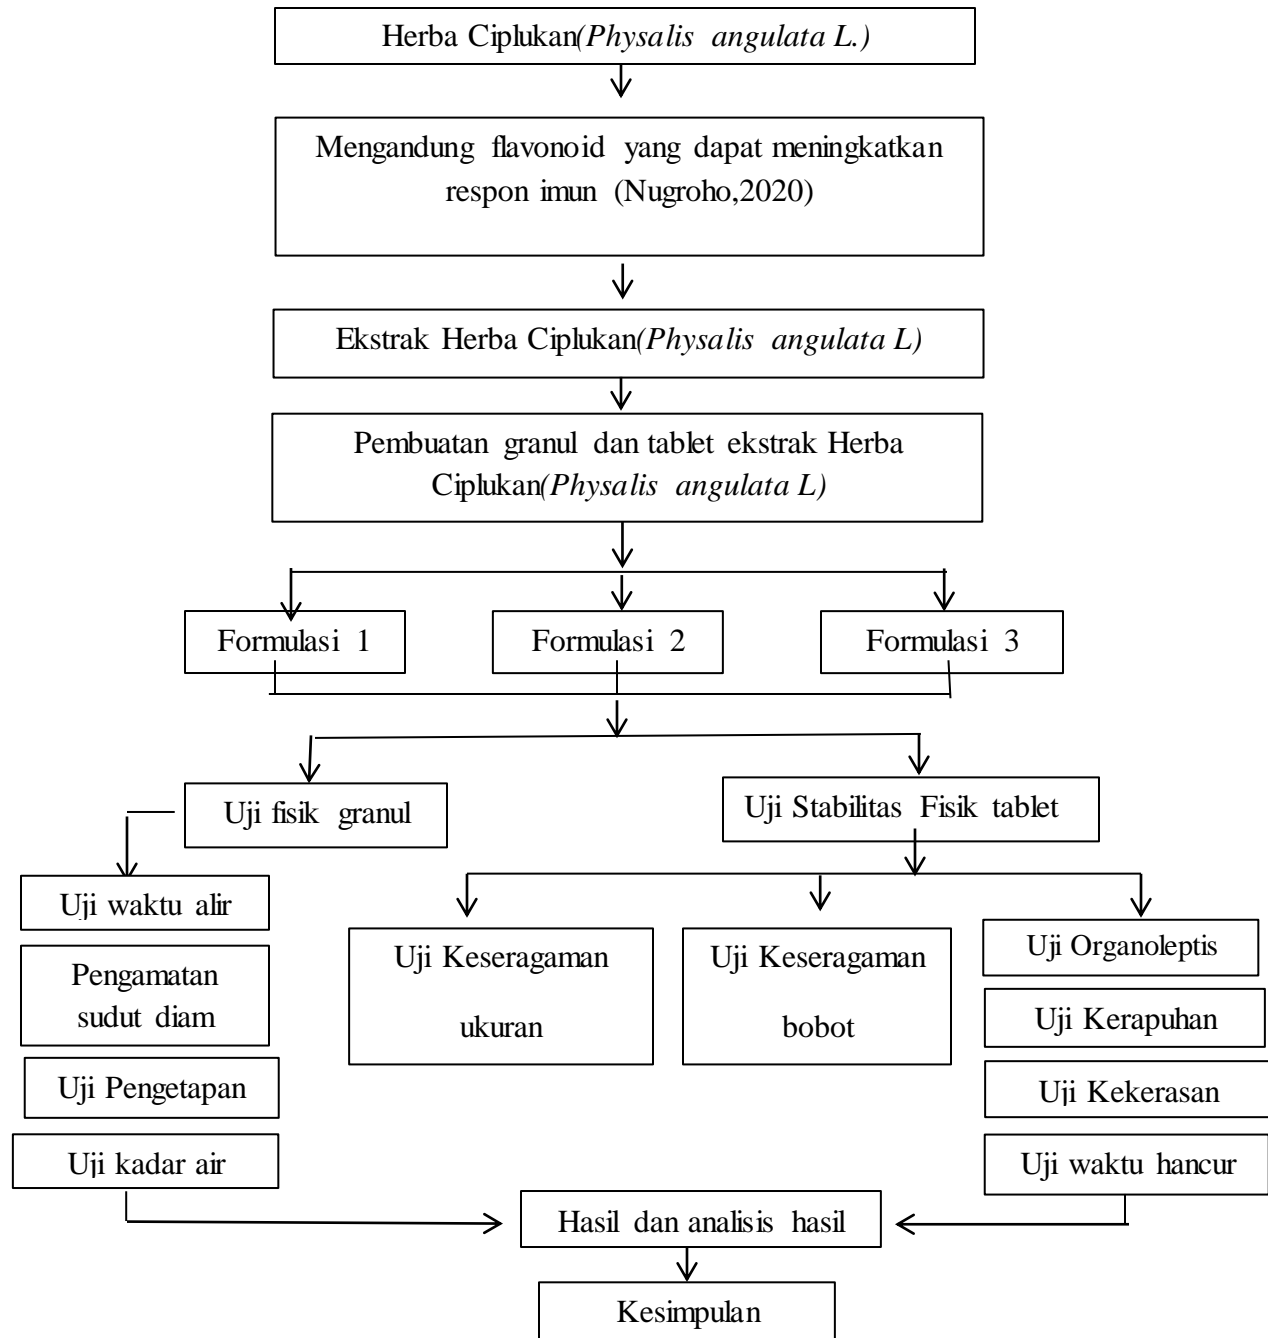 Herba Ciplukan(Physalis angulata L.)
Mengandung flavonoid yang dapat meningkatkan
respon imun (Nugroho,2020)
Ekstrak Herba Ciplukan(Physalis angulata L)
Pembuatan granul dan tablet ekstrak Herba
Ciplukan(Physalis angulata L)
Formulasi 1
Formulasi 2
Formulasi 3
Uji fisik granul
Uji Stabilitas Fisik tablet
Uji waktu alir
Pengamatan
sudut diam
Uji Pengetapan
Uji kadar air
Uji Keseragaman
ukuran
Uji Keseragaman
bobot
Uji Organoleptis
Uji Kerapuhan
Uji Kekerasan
Uji waktu hancur
Hasil dan analisis hasil
Kesimpulan